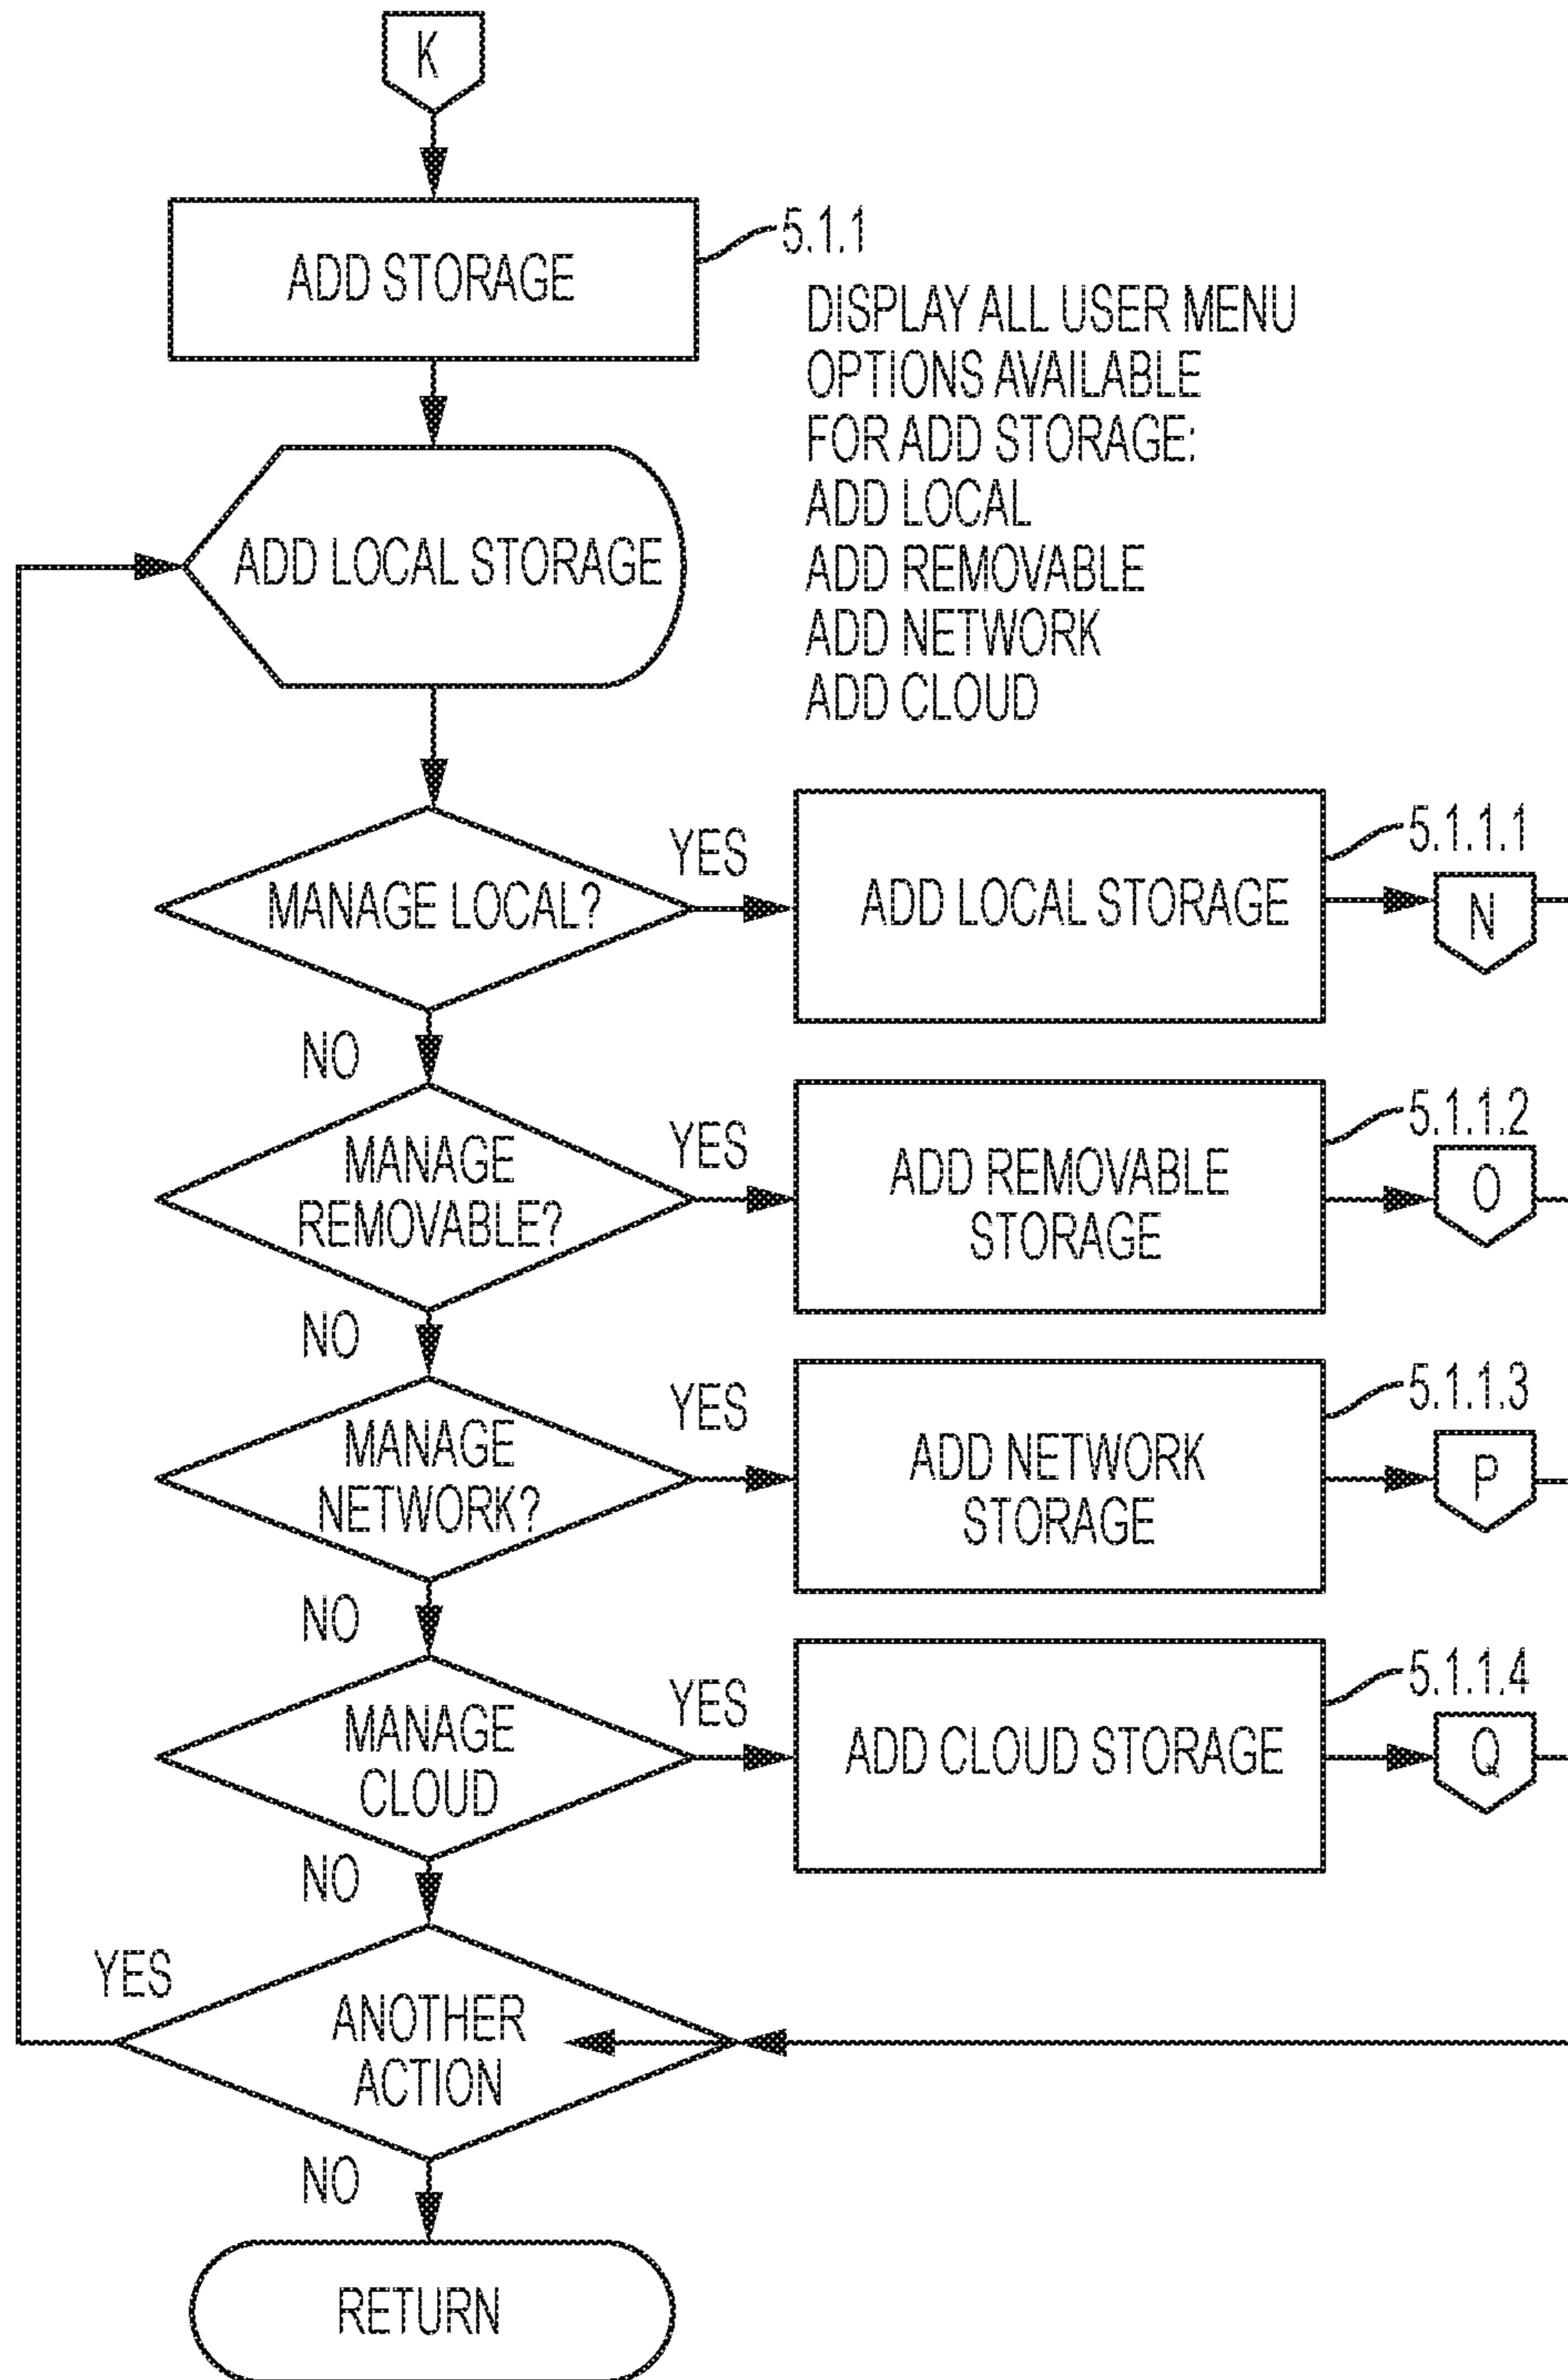 K
ADD STORAGE
5.1.1
DISPLAY ALL USER MENU
OPTIONS AVAILABLE
FOR ADD STORAGE:
ADD LOCAL
ADD REMOVABLE
ADD NETWORK
ADD CLOUD
ADD LOCAL STORAGE
MANAGE LOCAL?
YES
ADD LOCAL STORAGE
5.1.1.1
N
NO
MANAGE
REMOVABLE?
YES
ADD REMOVABLE
STORAGE
5.1.1.2
O
NO
MANAGE
NETWORK?
YES
ADD NETWORK
STORAGE
5.1.1.3
P
NO
MANAGE
CLOUD
YES
ADD CLOUD STORAGE
5.1.1.4
Q
NO
YES
ANOTHER
ACTION
NO
RETURN